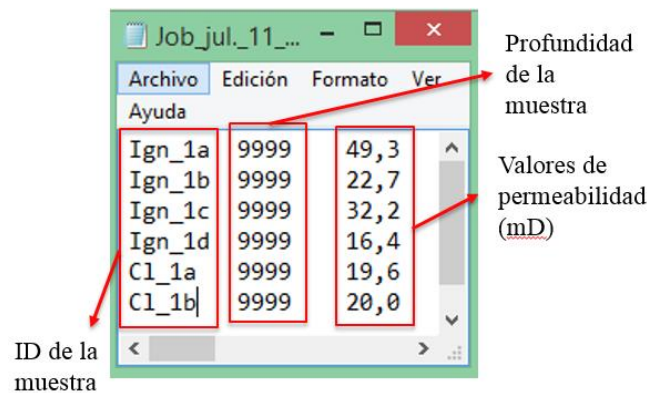 Job_jul._11_...
Archivo Edición Formato Ver
Ayuda
Ign_1a 9999 49,3
Ign_1b 9999 22,7
Ign_1c 9999 32,2
Ign_1d 9999 16,4
Cl_1a 9999 19,6
Cl_1b 9999 20,0
Profundidad
de la
muestra
Valores de
permeabilidad
(mD)
ID de la
muestra